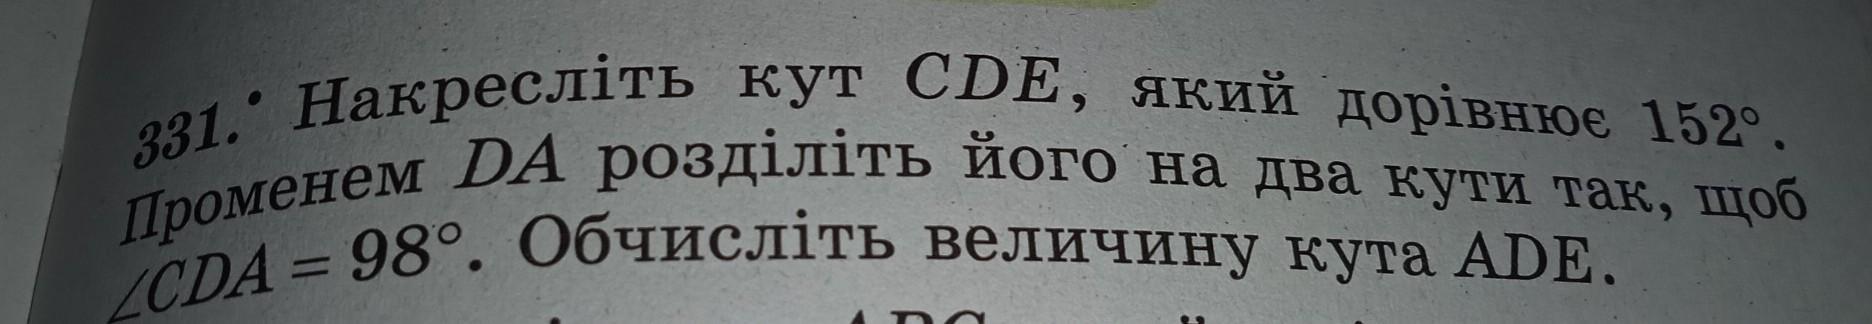 331.• Накресліть кут CDE, який дорівнює 152°.
Променем DA розділіть його на два кути так, щоб
∠CDA = 98°. Обчисліть величину кута ADE.